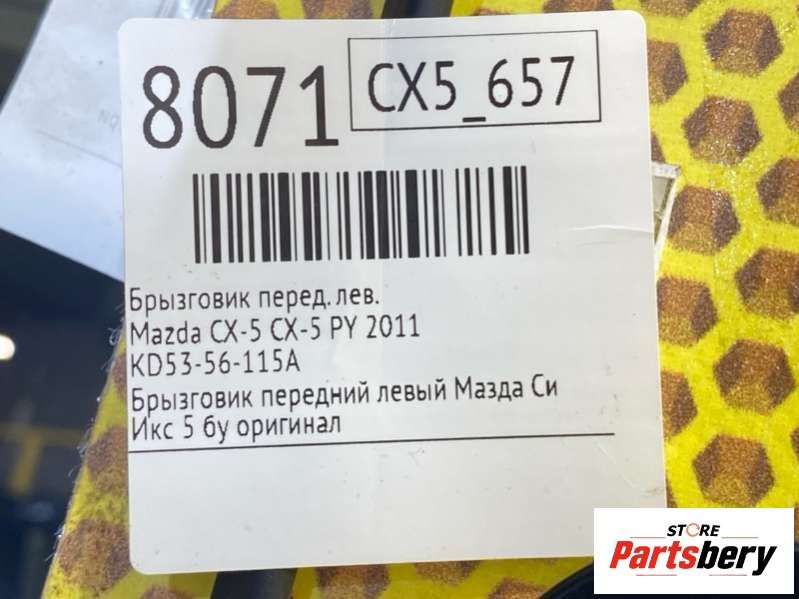 8071
CX5_657
Брызговик перед. лев.
Mazda CX-5 CX-5 PY 2011
KD53-56-115A
Брызговик передний левый Мазда Си
Икс 5 бу оригинал
STORE
Partsbery